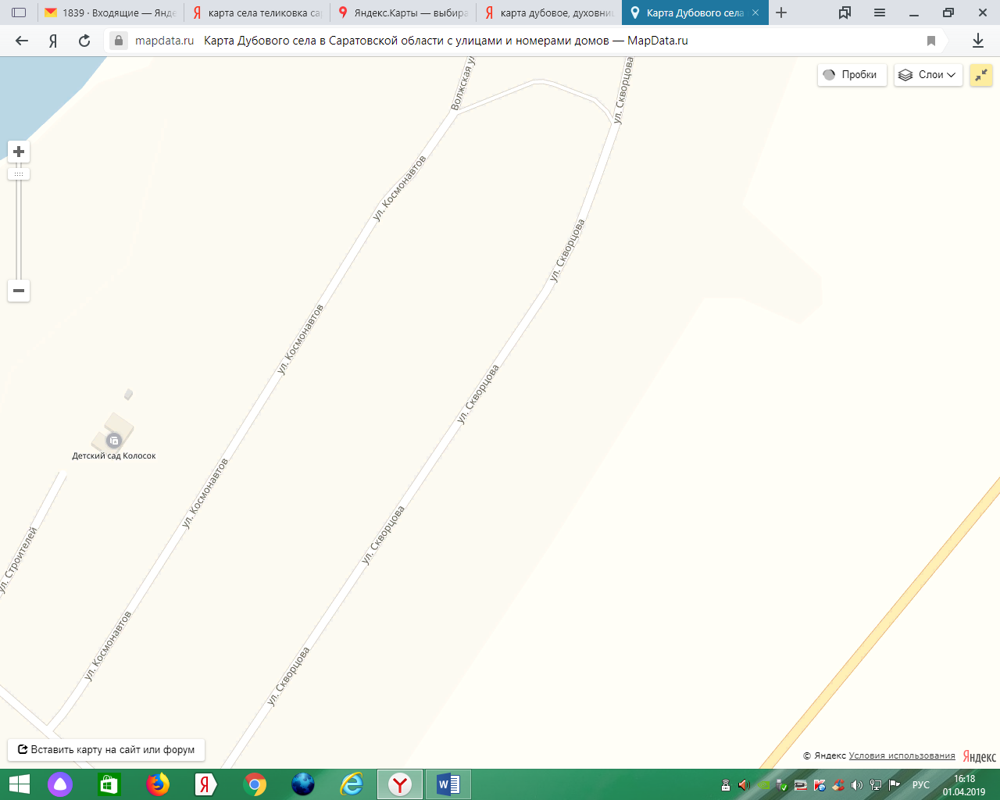 1839 · Входящие — Янде
карта села теликовка са
Яндекс.Карты — выбира
карта дубовое, духовни
Карта Дубового села
mapdata.ru Карта Дубового села в Саратовской области с улицами и номерами домов — MapData.ru
Пробки
Слои
Волжская ул
ул. Скворцова
ул. Космонавтов
ул. Скворцова
ул. Космонавтов
ул. Скворцова
Детский сад Колосок
ул. Космонавтов
ул. Скворцова
ул. Строителей
ул. Космонавтов
ул. Скворцова
Вставить карту на сайт или форум
© Яндекс Условия использования Яндекс
РУС
16:18
01.04.2019